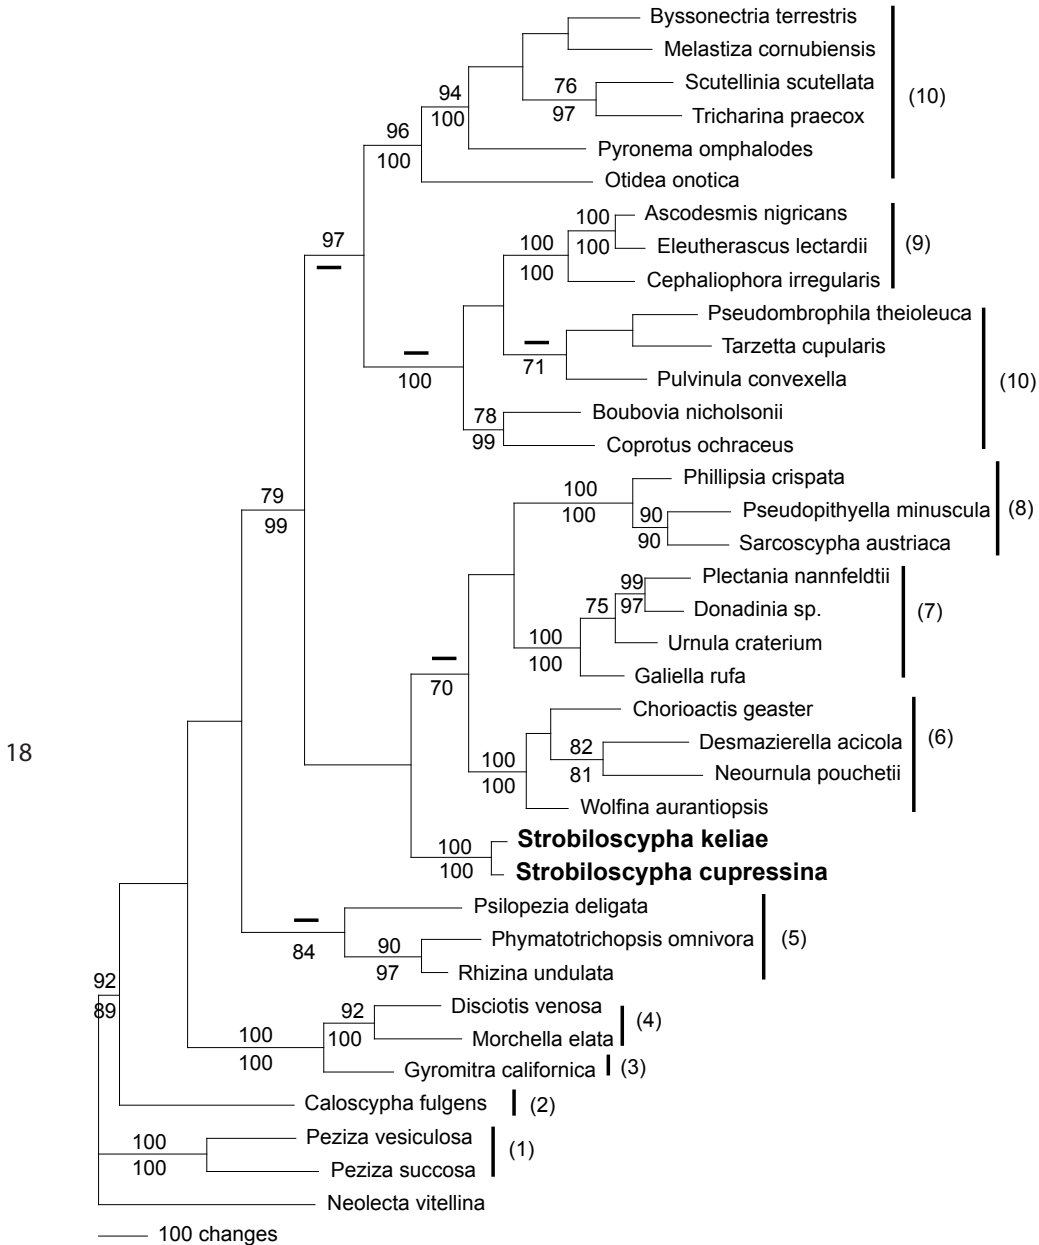 Byssonectria terrestris
Melastiza cornubiensis
76
Scutellinia scutellata
94
(10)
100
97
Tricharina praecox
96
100
Pyronema omphalodes
Otidea onotica
100
Ascodesmis nigricans
97
100
100
Eleutherascus lectardii
(9)
100
Cephaliophora irregularis
Pseudombrophila theioleuca
Tarzetta cupularis
100
71
Pulvinula convexella
(10)
78
Boubovia nicholsonii
99
Coprotus ochraceus
Phillipsia crispata
79
100
99
100
90
Pseudopithyella minuscula
(8)
90
Sarcoscypha austriaca
99
Plectania nannfeldtii
75
97
Donadinia sp.
(7)
100
Urnula craterium
100
70
Galiella rufa
Chorioactis geaster
(6)
18
82
Desmazierella acicola
100
100
81
Neournula pouchetii
Wolfina aurantiopsis
100
Strobiloscypha keliae
100
Strobiloscypha cupressina
Psilopezia deligata
84
90
Phymatotrichopsis omnivora
(5)
97
Rhizina undulata
92
89
92
Disciotis venosa
100
100
Morchella elata
(4)
100
Gyromitra californica
(3)
Caloscypha fulgens
(2)
100
Peziza vesiculosa
(1)
100
Peziza succosa
Neolecta vitellina
100 changes